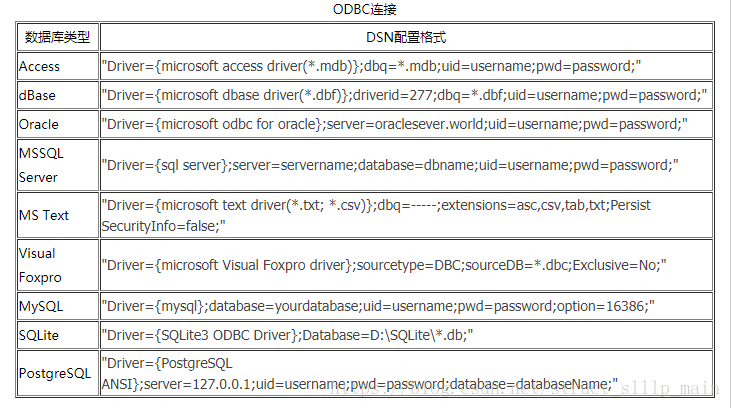 ODBC连接
数据库类型 DSN配置格式
Access "Driver={microsoft access driver(*.mdb)};dbq=*.mdb;uid=username;pwd=password;"
dBase "Driver={microsoft dbase driver(*.dbf)};driverid=277;dbq=*.dbf;uid=username;pwd=password;"
Oracle "Driver={microsoft odbc for oracle};server=oraclesever.world;uid=username;pwd=password;"
MSSQL
Server
"Driver={sql server};server=servername;database=dbname;uid=username;pwd=password;"
MS Text
"Driver={microsoft text driver(*.txt; *.csv)};dbq=-----;extensions=asc,csv,tab,txt;Persist
SecurityInfo=false;"
Visual
Foxpro
"Driver={microsoft Visual Foxpro driver};sourcetype=DBC;sourceDB=*.dbc;Exclusive=No;"
MySQL "Driver={mysql};database=yourdatabase;uid=username;pwd=password;option=16386;"
SQLite "Driver={SQLite3 ODBC Driver};Database=D:\SQLite\*.db;"
PostgreSQL
"Driver={PostgreSQL
ANSI};server=127.0.0.1;uid=username;pwd=password;database=databaseName;"